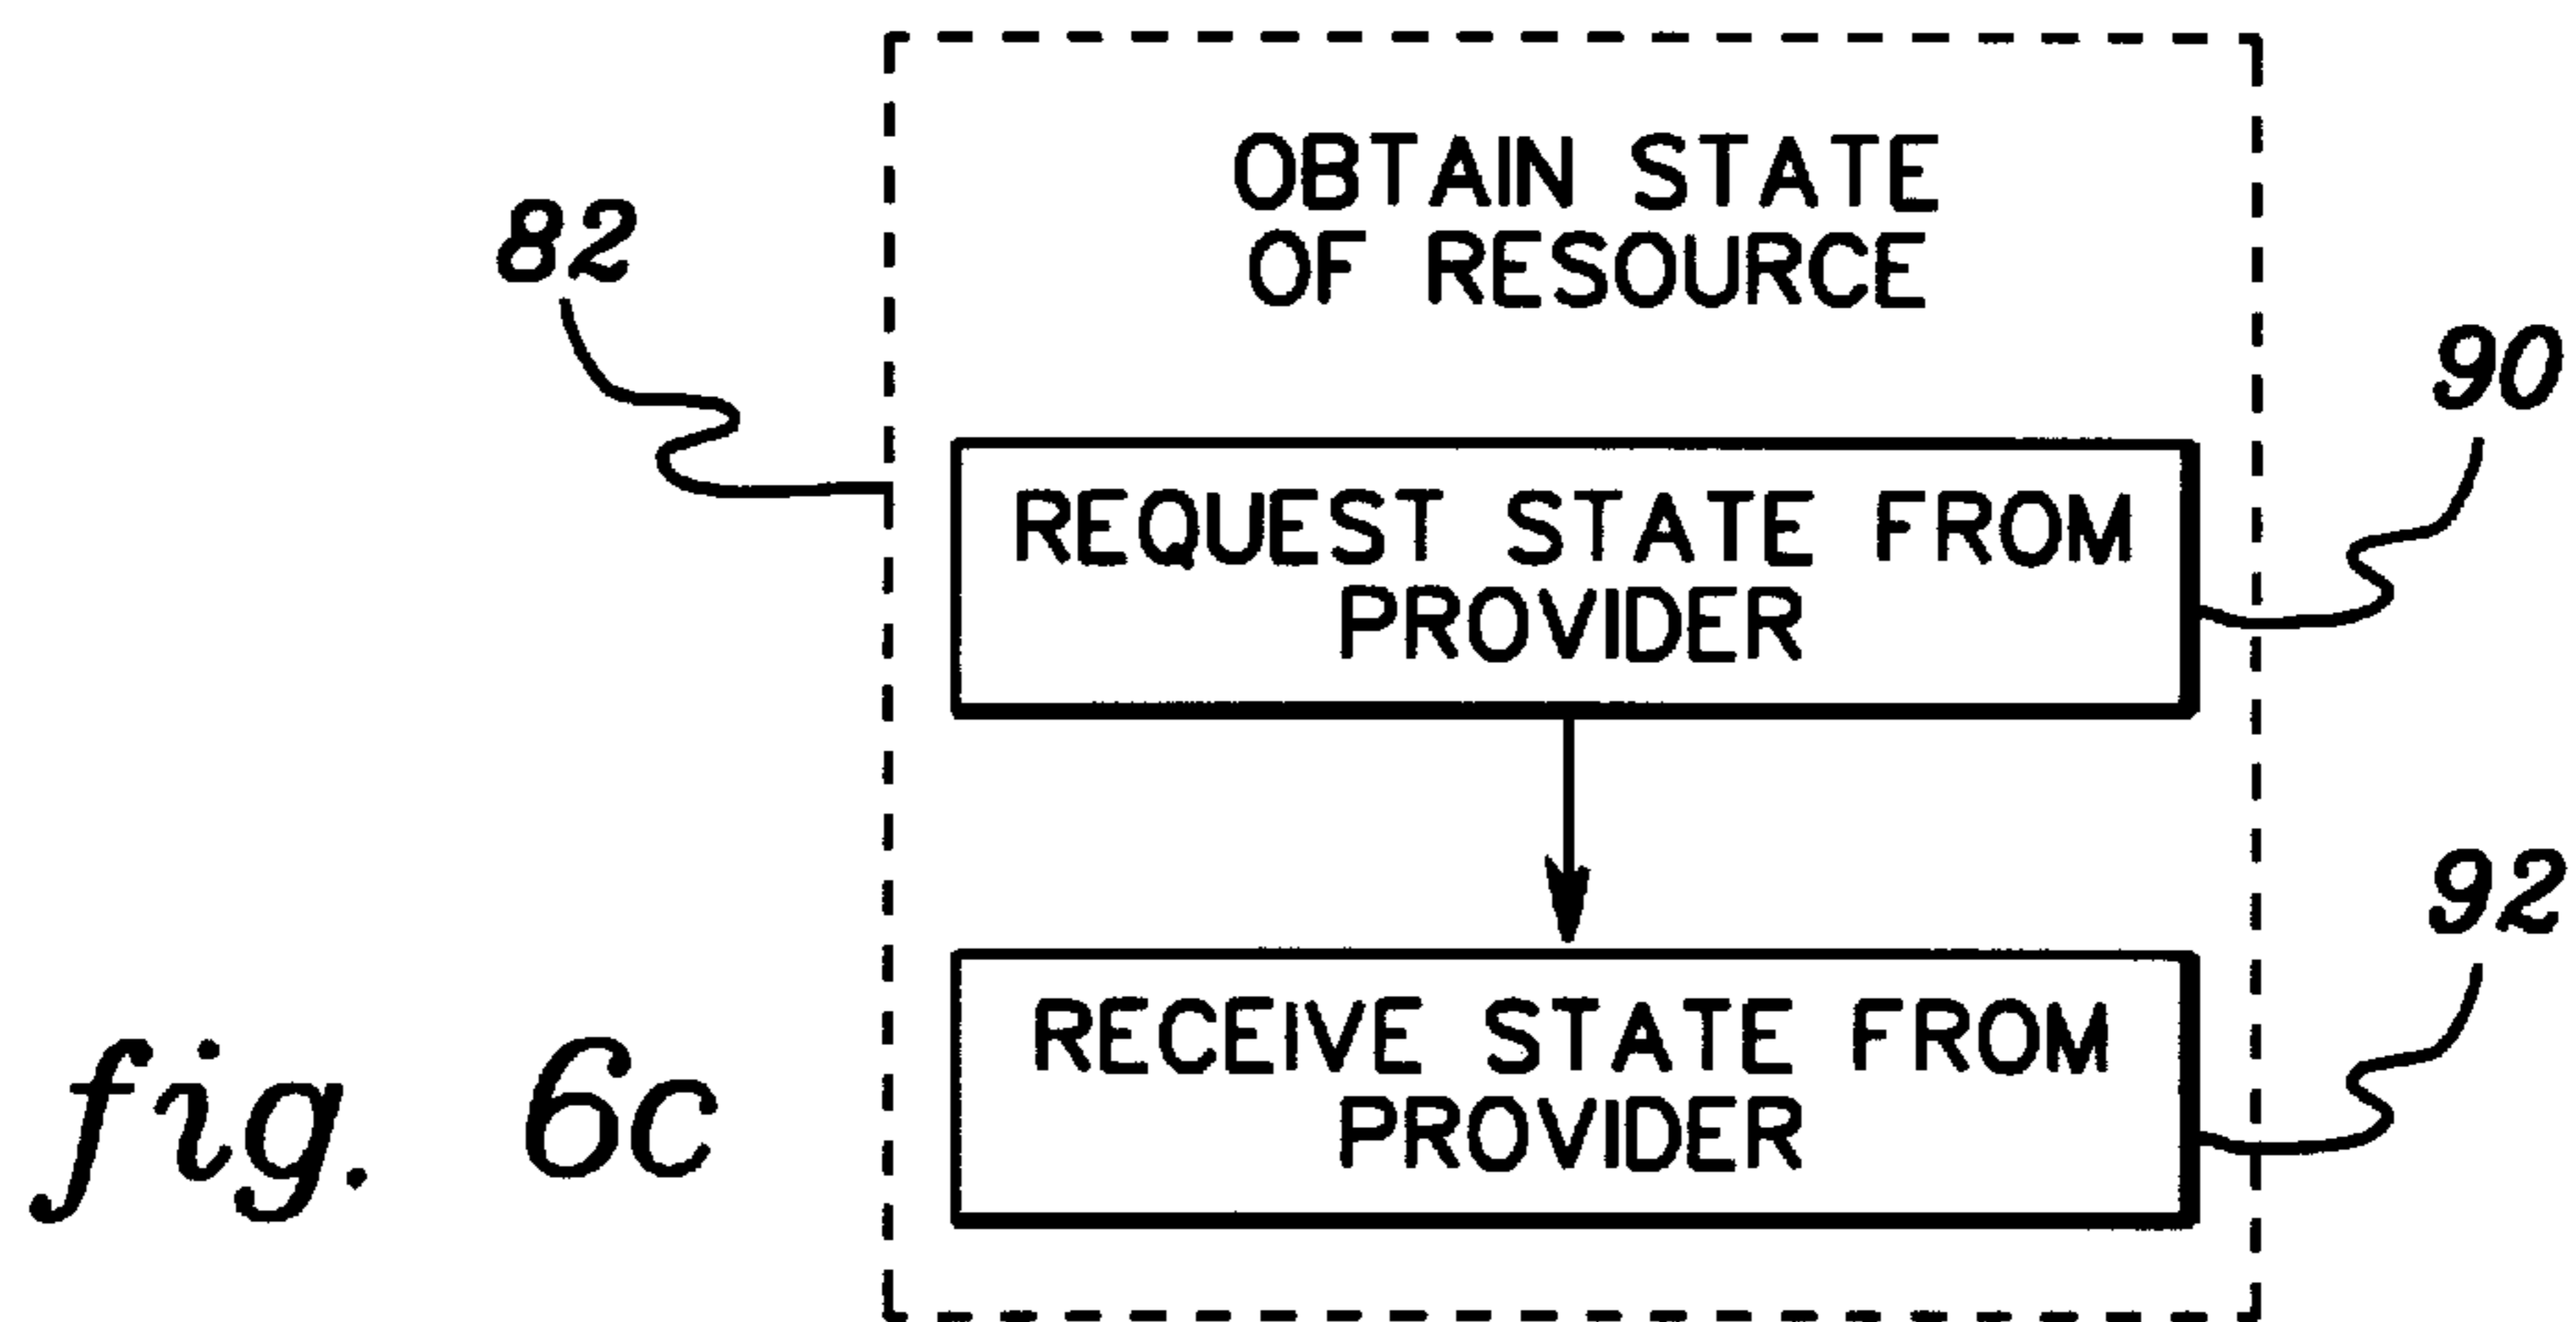 OBTAIN STATE
OF RESOURCE
82
90
REQUEST STATE FROM
PROVIDER
92
RECEIVE STATE FROM
PROVIDER
fig. 6c